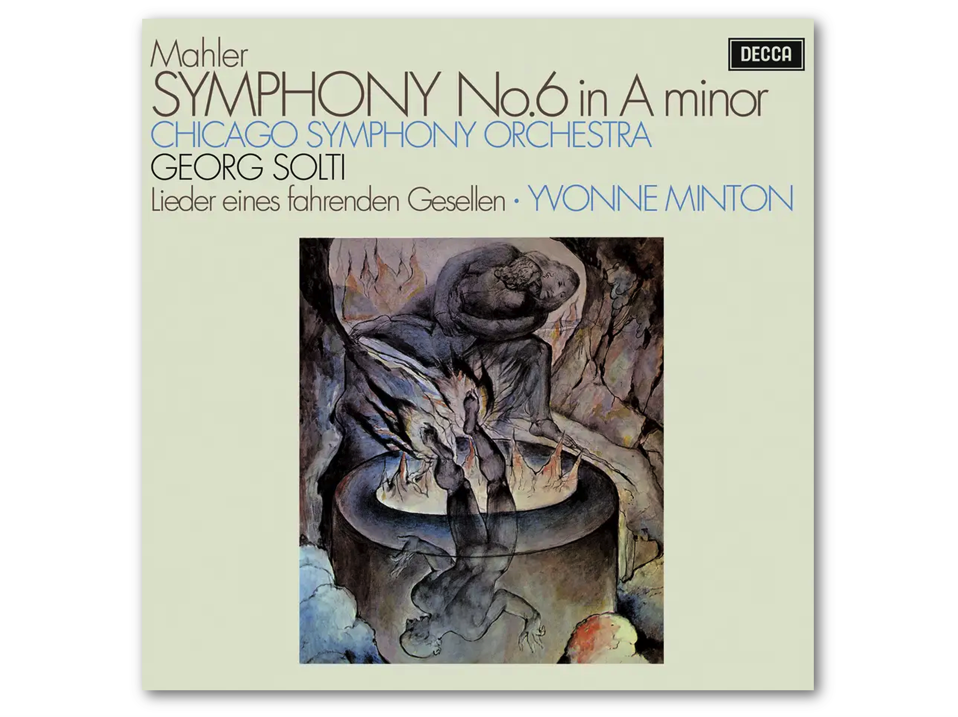 Mahler
DECCA
SYMPHONY No.6 in A minor
CHICAGO SYMPHONY ORCHESTRA
GEORG SOLTI
Lieder eines fahrenden Gesellen · YVONNE MINTON